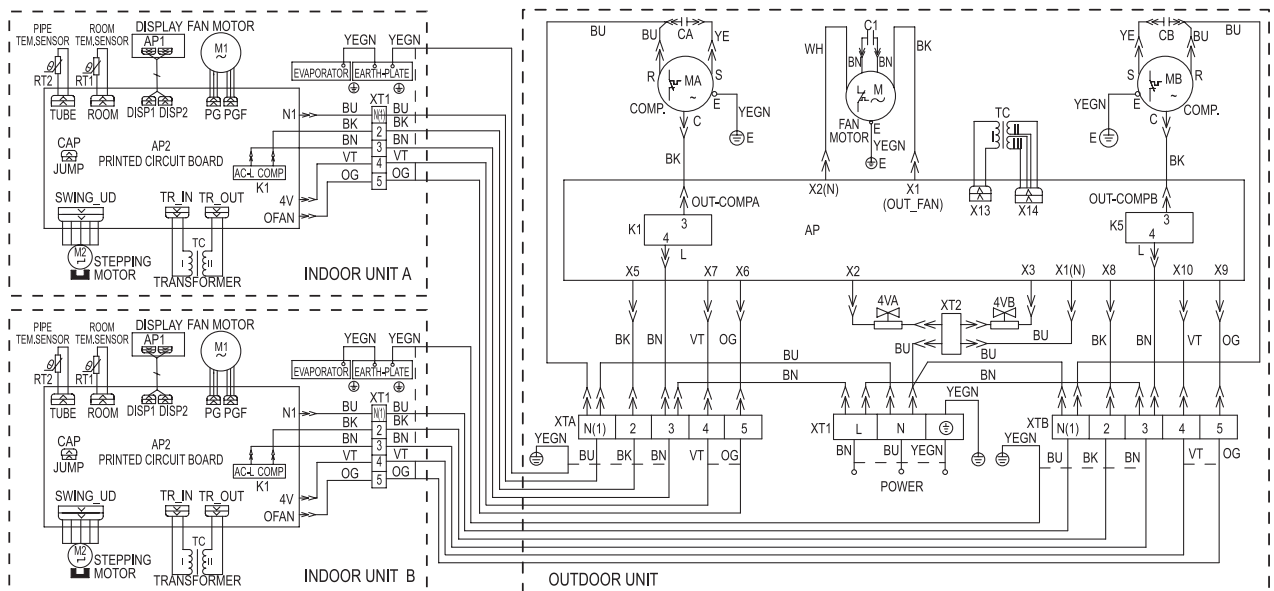 PIPE
TEM.SENSOR
ROOM
TEM.SENSOR
DISPLAY
AP1
FAN MOTOR
M1
~
YEGN
YEGN
RT2
RT1
EVAPORATOR
EARTH-PLATE
TUBE
ROOM
DISP1
DISP2
PG
PGF
N1
XT1
BU
N(1)
BU
BK
2
BK
BN
3
BN
VT
4
VT
OG
5
OG
CAP
JUMP
AP2
PRINTED CIRCUIT BOARD
AC-L COMP
K1
4V
OFAN
SWING_UD
TR_IN
TR_OUT
M2
STEPPING
MOTOR
TC
I
II
TRANSFORMER
INDOOR UNIT A
PIPE
TEM.SENSOR
ROOM
TEM.SENSOR
DISPLAY
AP1
FAN MOTOR
M1
~
YEGN
YEGN
RT2
RT1
EVAPORATOR
EARTH-PLATE
TUBE
ROOM
DISP1
DISP2
PG
PGF
N1
XT1
BU
N(1)
BU
BK
2
BK
BN
3
BN
VT
4
VT
OG
5
OG
CAP
JUMP
AP2
PRINTED CIRCUIT BOARD
AC-L COMP
K1
4V
OFAN
SWING_UD
TR_IN
TR_OUT
M2
STEPPING
MOTOR
TC
I
II
TRANSFORMER
INDOOR UNIT B
BU
BU
CA
YE
R
S
MA
~
COMP.
E
YEGN
E
C
BK
WH
C1
BN
BN
BK
M
~
FAN
MOTOR
E
YEGN
E
TC
I
II
III
YE
CB
BU
BU
S
R
MB
~
YEGN
E
COMP.
E
C
BK
X2(N)
X1
(OUT_FAN)
X13
X14
OUT-COMPA
K1
3
4
L
AP
OUT-COMPB
K5
3
4
L
X5
X7
X6
X2
X3
X1(N)
X8
X10
X9
4VA
XT2
4VB
BK
BN
VT
OG
BU
BU
BU
BU
BK
BN
VT
OG
BN
BN
YEGN
XTA
N(1)
2
3
4
5
XT1
L
N
XTB
N(1)
2
3
4
5
YEGN
BU
BK
BN
VT
OG
BN
BU
YEGN
POWER
YEGN
BU
BK
BN
VT
OG
OUTDOOR UNIT